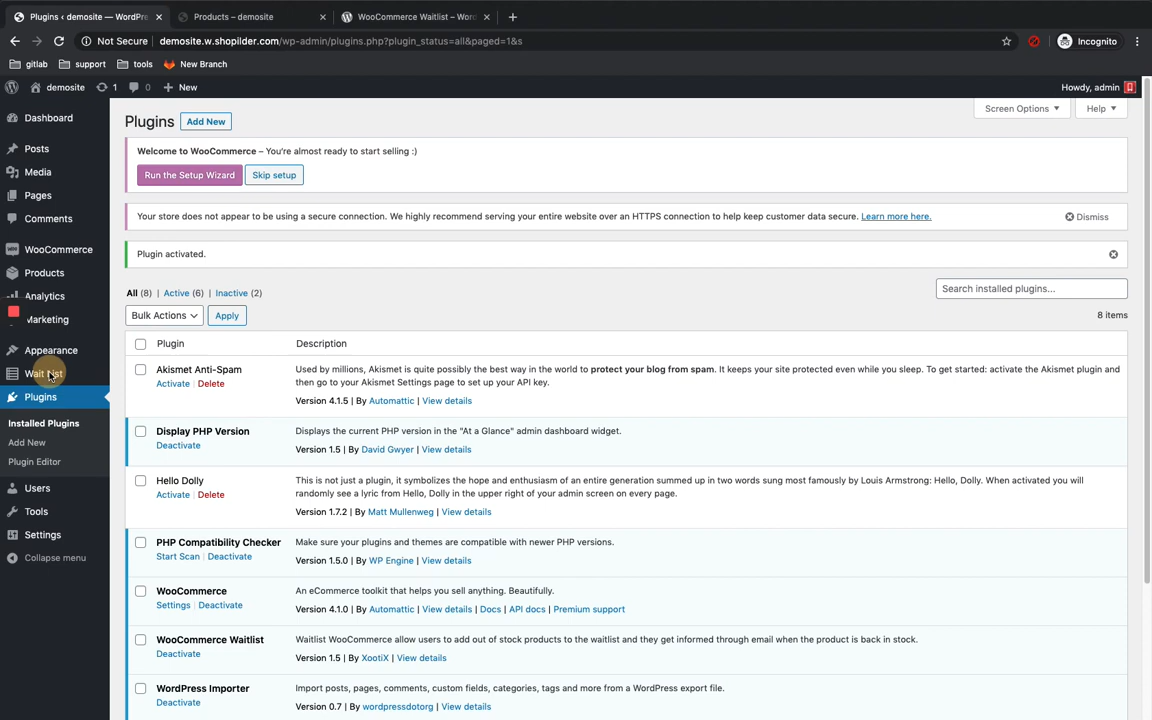 Plugins ‹ demosite — WordPre
Products – demosite
WooCommerce Waitlist – Wor
Not Secure
demosite.w.shopilder.com/wp-admin/plugins.php?plugin_status=all&paged=1&s
Incognito
gitlab
support
tools
New Branch
demosite
1
0
New
Howdy, admin
Dashboard
Posts
Media
Pages
Comments
WooCommerce
Products
Analytics
Marketing
Appearance
Wait List
Plugins
Installed Plugins
Add New
Plugin Editor
Users
Tools
Settings
Collapse menu
Screen Options
Help
Plugins
Add New
Welcome to WooCommerce – You're almost ready to start selling :)
Run the Setup Wizard
Skip setup
Your store does not appear to be using a secure connection. We highly recommend serving your entire website over an HTTPS connection to help keep customer data secure. Learn more here.
Dismiss
Plugin activated.
All (8) | Active (6) | Inactive (2)
Search installed plugins...
Bulk Actions
Apply
8 items
Plugin
Description
Akismet Anti-Spam
Activate | Delete
Used by millions, Akismet is quite possibly the best way in the world to protect your blog from spam. It keeps your site protected even while you sleep. To get started: activate the Akismet plugin and
then go to your Akismet Settings page to set up your API key.
Version 4.1.5 | By Automattic | View details
Display PHP Version
Deactivate
Displays the current PHP version in the "At a Glance" admin dashboard widget.
Version 1.5 | By David Gwyer | View details
Hello Dolly
Activate | Delete
This is not just a plugin, it symbolizes the hope and enthusiasm of an entire generation summed up in two words sung most famously by Louis Armstrong: Hello, Dolly. When activated you will
randomly see a lyric from Hello, Dolly in the upper right of your admin screen on every page.
Version 1.7.2 | By Matt Mullenweg | View details
PHP Compatibility Checker
Start Scan | Deactivate
Make sure your plugins and themes are compatible with newer PHP versions.
Version 1.5.0 | By WP Engine | View details
WooCommerce
Settings | Deactivate
An eCommerce toolkit that helps you sell anything. Beautifully.
Version 4.1.0 | By Automattic | View details | Docs | API docs | Premium support
WooCommerce Waitlist
Deactivate
Waitlist WooCommerce allow users to add out of stock products to the waitlist and they get informed through email when the product is back in stock.
Version 1.5 | By XootiX | View details
WordPress Importer
Deactivate
Import posts, pages, comments, custom fields, categories, tags and more from a WordPress export file.
Version 0.7 | By wordpressdotorg | View details